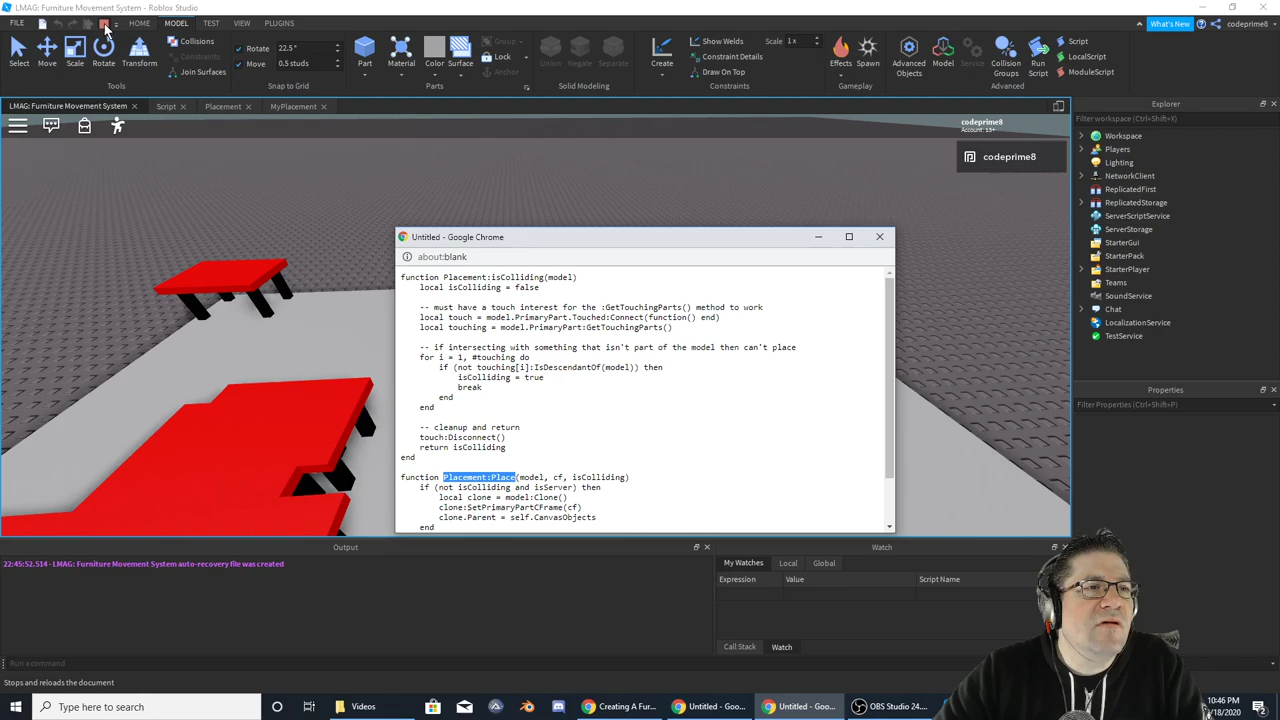 LMAG: Furniture Movement System - Roblox Studio
FILE HOME MODEL TEST VIEW PLUGINS What's New codeprime8
Select Move Scale Rotate Transform
Collisions
Constraints
Join Surfaces
Tools
Rotate 22.5 °
Move 0.5 studs
Snap to Grid
Part Material Color Surface
Group
Lock
Anchor
Parts
Union Negate Separate
Solid Modeling
Create
Show Welds Scale 1 x
Constraint Details
Draw On Top
Constraints
Effects Spawn
Gameplay
Advanced Objects Model Service Collision Groups Run Script
Script
LocalScript
ModuleScript
Advanced
LMAG: Furniture Movement System Script Placement MyPlacement
codeprime8
Account: 13+
codeprime8
Explorer
Filter workspace (Ctrl+Shift+X)
Workspace
Players
Lighting
NetworkClient
ReplicatedFirst
ReplicatedStorage
ServerScriptService
ServerStorage
StarterGui
StarterPack
StarterPlayer
Teams
SoundService
Chat
LocalizationService
TestService
Properties
Filter Properties (Ctrl+Shift+P)
Untitled - Google Chrome
about:blank
function Placement:isColliding(model)
local isColliding = false
-- must have a touch interest for the :GetTouchingParts() method to work
local touch = model.PrimaryPart.Touched:Connect(function() end)
local touching = model.PrimaryPart:GetTouchingParts()
-- if intersecting with something that isn't part of the model then can't place
for i = 1, #touching do
if (not touching[i]:IsDescendantOf(model)) then
isColliding = true
break
end
end
-- cleanup and return
touch:Disconnect()
return isColliding
end
function Placement:Place(model, cf, isColliding)
if (not isColliding and isServer) then
local clone = model:Clone()
clone:SetPrimaryPartCFrame(cf)
clone.Parent = self.CanvasObjects
end
Output
22:45:52.514 - LMAG: Furniture Movement System auto-recovery file was created
Watch
My Watches Local Global
Expression Value Script Name
Call Stack Watch
Run a command
Stops and reloads the document
Type here to search
Videos
Creating A Fur...
Untitled - Goo...
Untitled - Goo...
OBS Studio 24....
10:46 PM
/18/2020